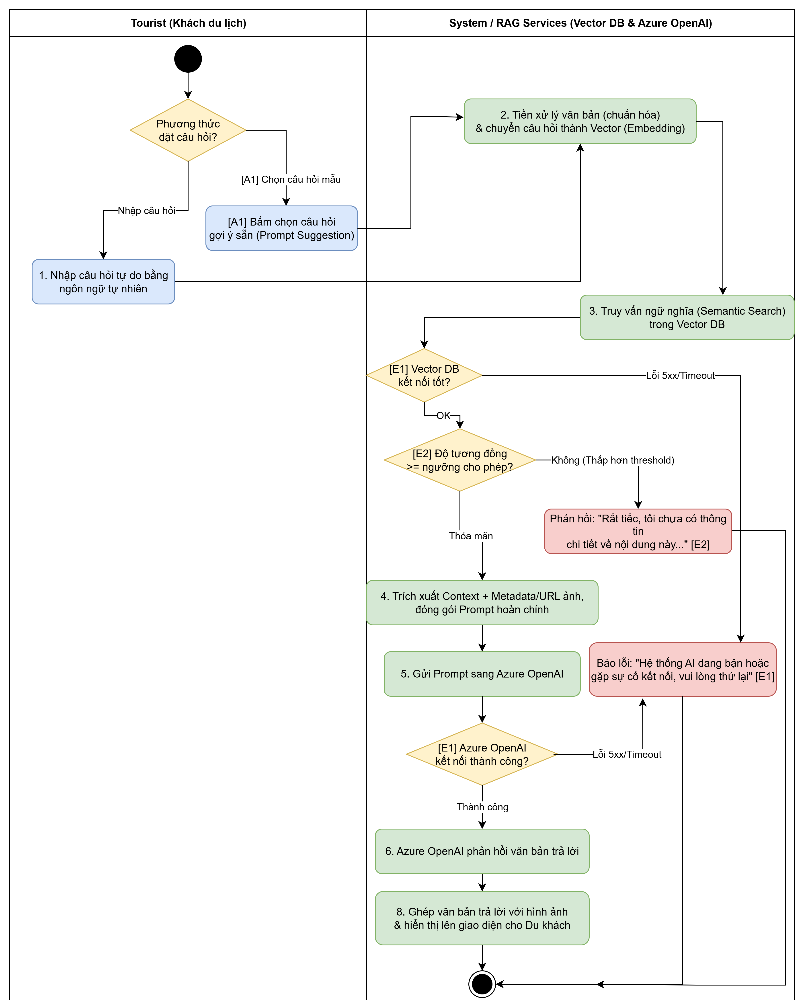 Tourist (Khách du lịch)
System / RAG Services (Vector DB & Azure OpenAI)
Phương thức
đặt câu hỏi?
[A1] Chọn câu hỏi mẫu
Nhập câu hỏi
[A1] Bấm chọn câu hỏi
gợi ý sẵn (Prompt Suggestion)
1. Nhập câu hỏi tự do bằng
ngôn ngữ tự nhiên
2. Tiền xử lý văn bản (chuẩn hóa)
& chuyển câu hỏi thành Vector (Embedding)
3. Truy vấn ngữ nghĩa (Semantic Search)
trong Vector DB
[E1] Vector DB
kết nối tốt?
Lỗi 5xx/Timeout
OK
[E2] Độ tương đồng
>= ngưỡng cho phép?
Không (Thấp hơn threshold)
Phản hồi: "Rất tiếc, tôi chưa có thông
tin
chi tiết về nội dung này..." [E2]
Thỏa mãn
4. Trích xuất Context + Metadata/URL ảnh,
đóng gói Prompt hoàn chỉnh
5. Gửi Prompt sang Azure OpenAI
Báo lỗi: "Hệ thống AI đang bận hoặc
gặp sự cố kết nối, vui lòng thử lại" [E1]
[E1] Azure OpenAI
kết nối thành công?
Lỗi 5xx/Timeout
Thành công
6. Azure OpenAI phản hồi văn bản trả lời
8. Ghép văn bản trả lời với hình ảnh
& hiển thị lên giao diện cho Du khách